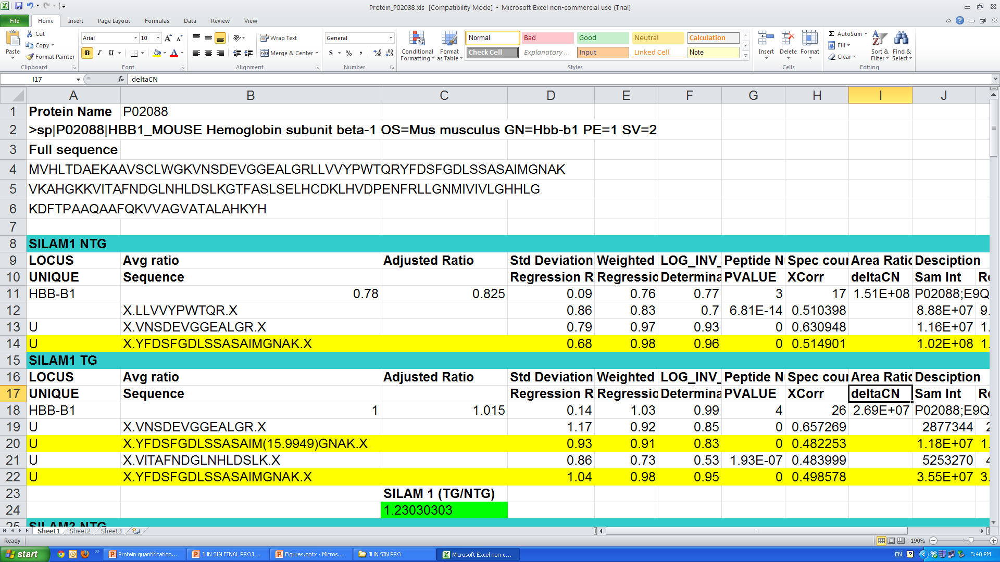 Protein_P02088.xls [Compatibility Mode] - Microsoft Excel non-commercial use (Trial)
File Home Insert Page Layout Formulas Data Review View
Paste Cut Copy Format Painter Clipboard
Arial 10 A A B I U A Font
Wrap Text Merge & Center Alignment
General $ % , Number
Conditional Formatting Format as Table
Normal Bad Good Neutral Calculation
Check Cell Explanatory ... Input Linked Cell Note
Styles
Insert Delete Format Cells
Σ AutoSum Fill Clear Sort & Filter Find & Select Editing
I17 fx deltaCN
A B C D E F G H I J
1 Protein Name P02088
2 >sp|P02088|HBB1_MOUSE Hemoglobin subunit beta-1 OS=Mus musculus GN=Hbb-b1 PE=1 SV=2
3 Full sequence
4 MVHLTDAEKAAVSCLWGKVNSDEVGGEALGRLLVVYPWTQRYFDSFGDLSSASAIMGNAK
5 VKAHGKKVITAFNDGLNHLDSLKGTFASLSELHCDKLHVDPENFRLLGNMIVIVLGHHLG
6 KDFTPAAQAAFQKVVAGVATALAHKYH
7
8 SILAM1 NTG
9 LOCUS Avg ratio Adjusted Ratio Std Deviation Weighted LOG_INV_ Peptide N Spec cour Area Ratio Desciption
10 UNIQUE Sequence Regression R Regressio Determina PVALUE XCorr deltaCN Sam Int Re
11 HBB-B1 0.78 0.825 0.09 0.76 0.77 3 17 1.51E+08 P02088;E9Q
12 X.LLVVYPWTQR.X 0.86 0.83 0.7 6.81E-14 0.510398 8.88E+07 9.
13 U X.VNSDEVGGEALGR.X 0.79 0.97 0.93 0 0.630948 1.16E+07 1.
14 U X.YFDSFGDLSSASAIMGNAK.X 0.68 0.98 0.96 0 0.514901 1.02E+08 1.
15 SILAM1 TG
16 LOCUS Avg ratio Adjusted Ratio Std Deviation Weighted LOG_INV_ Peptide N Spec cour Area Ratio Desciption
17 UNIQUE Sequence Regression R Regressio Determina PVALUE XCorr deltaCN Sam Int Re
18 HBB-B1 1 1.015 0.14 1.03 0.99 4 26 2.69E+07 P02088;E9Q
19 U X.VNSDEVGGEALGR.X 1.17 0.92 0.85 0 0.657269 2877344 2
20 U X.YFDSFGDLSSASAIM(15.9949)GNAK.X 0.93 0.91 0.83 0 0.482253 1.18E+07 1.
21 U X.VITAFNDGLNHLDSLK.X 0.86 0.73 0.53 1.93E-07 0.483999 5253270 4
22 U X.YFDSFGDLSSASAIMGNAK.X 1.04 0.98 0.95 0 0.498578 3.55E+07 3.
23 SILAM 1 (TG/NTG)
24 1.23030303
25 SILAM2 NTG
Sheet1 Sheet2 Sheet3
Ready 190%
start Protein quantification... JUN SIN FINAL PROJ... Figures.pptx - Micros... JUN SIN PRO Microsoft Excel non-c... EN 5:40 PM